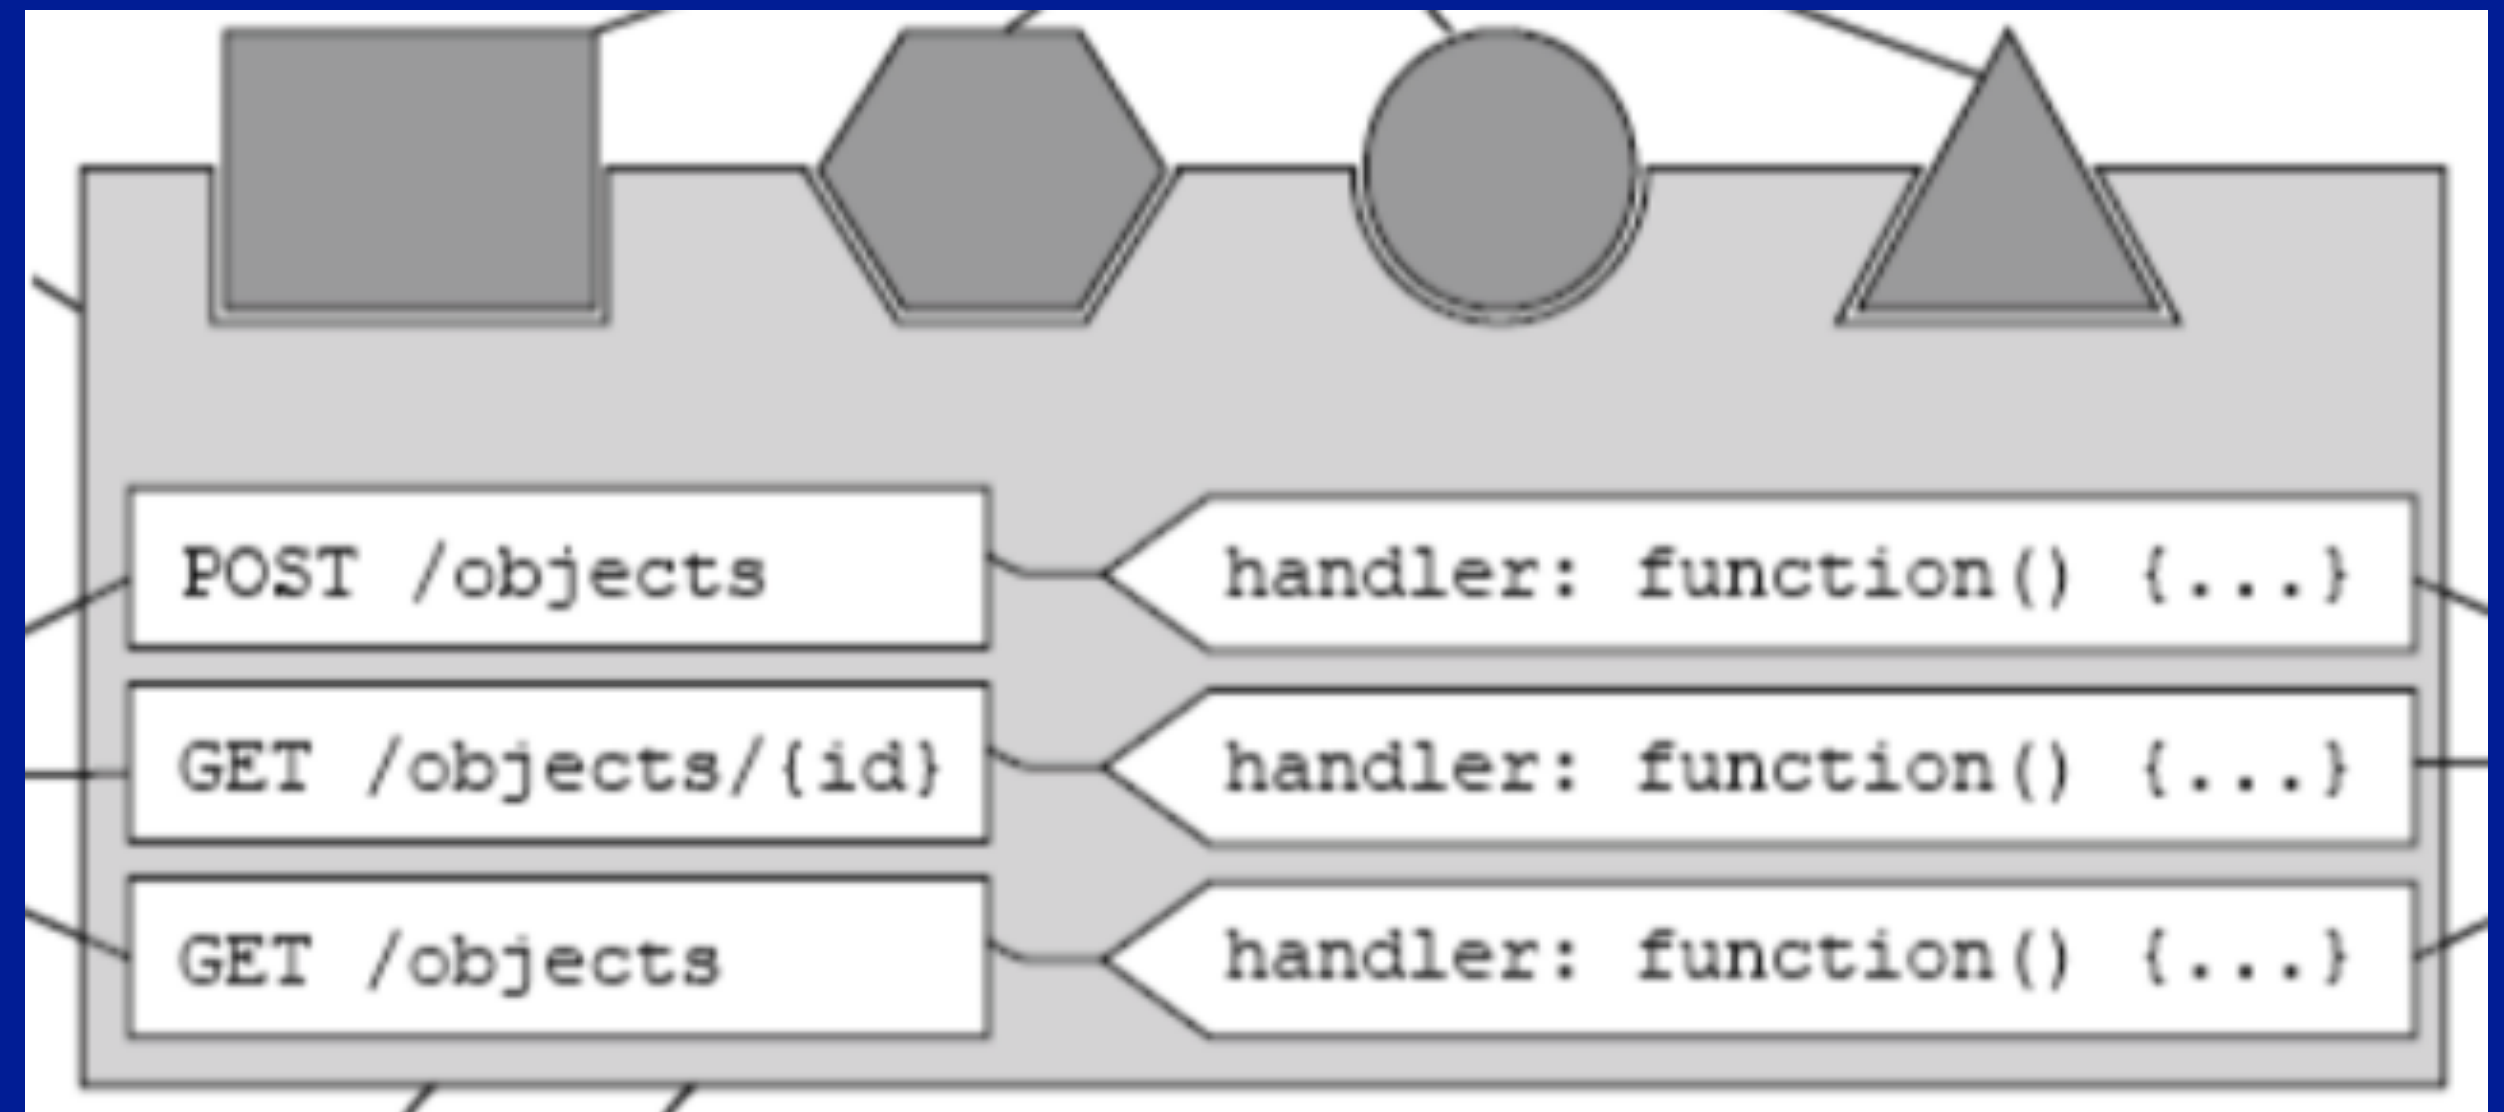 POST /objects
handler: function() {...}
GET /objects/{id}
handler: function() {...}
GET /objects
handler: function() {...}